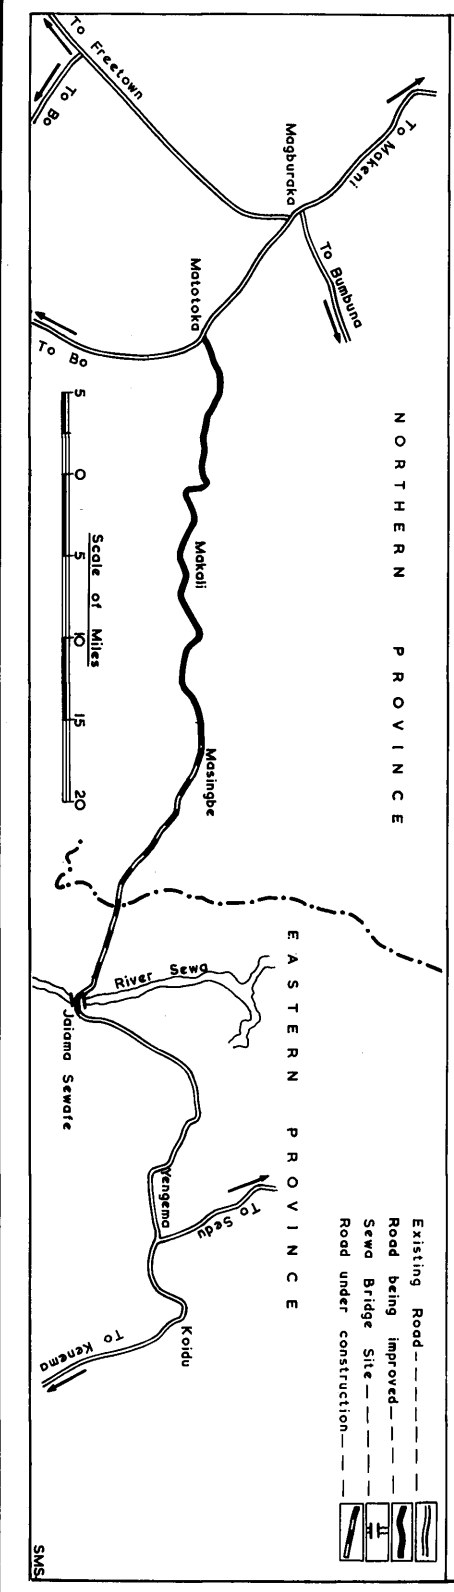 To Freetown
To Bo
To Makeni
Magburaka
To Bumbuna
Matotoka
To Bo
NORTHERN PROVINCE
Makali
Masingbe
5 0 5 10 15 20
Scale of Miles
EASTERN PROVINCE
River Sewa
Jaiama Sewafe
Yengema
To Sedu
Koidu
To Kenema
Existing Road
Road being improved
Sewa Bridge Site
Road under construction
SMS